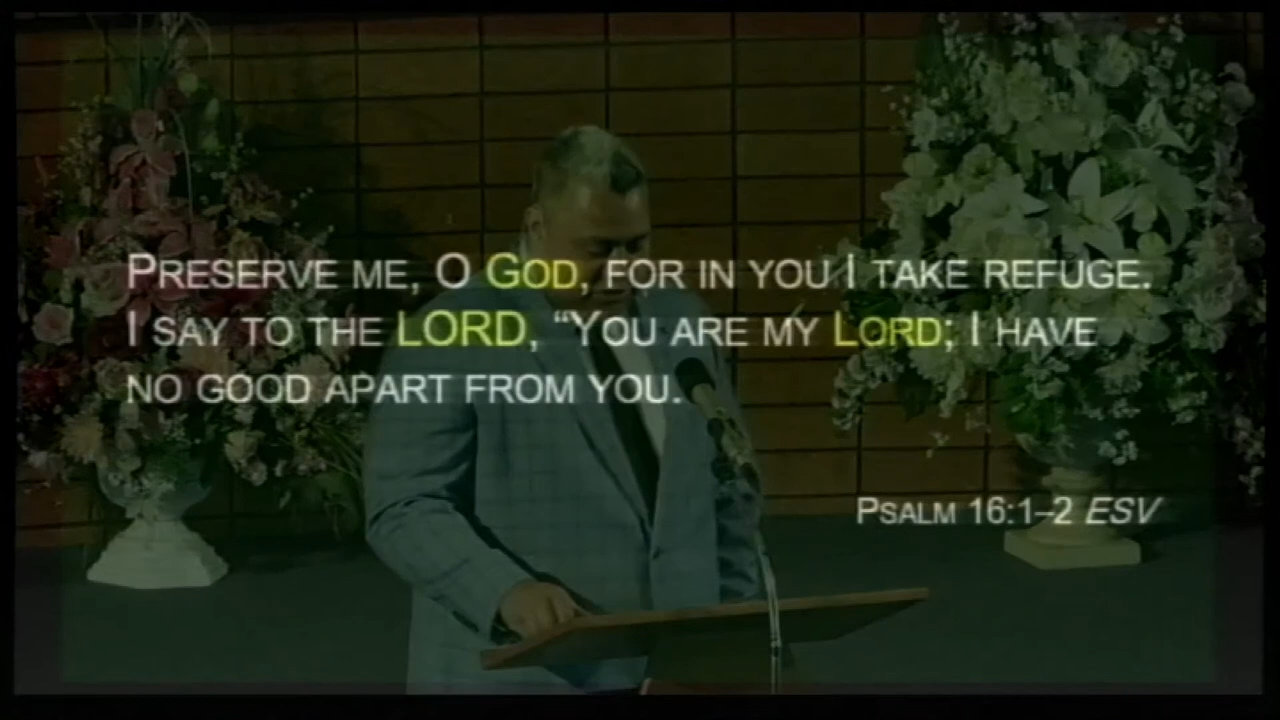 PRESERVE ME, O GOD, FOR IN YOU I TAKE REFUGE.
I SAY TO THE LORD, “YOU ARE MY LORD; I HAVE
NO GOOD APART FROM YOU.
PSALM 16:1–2 ESV